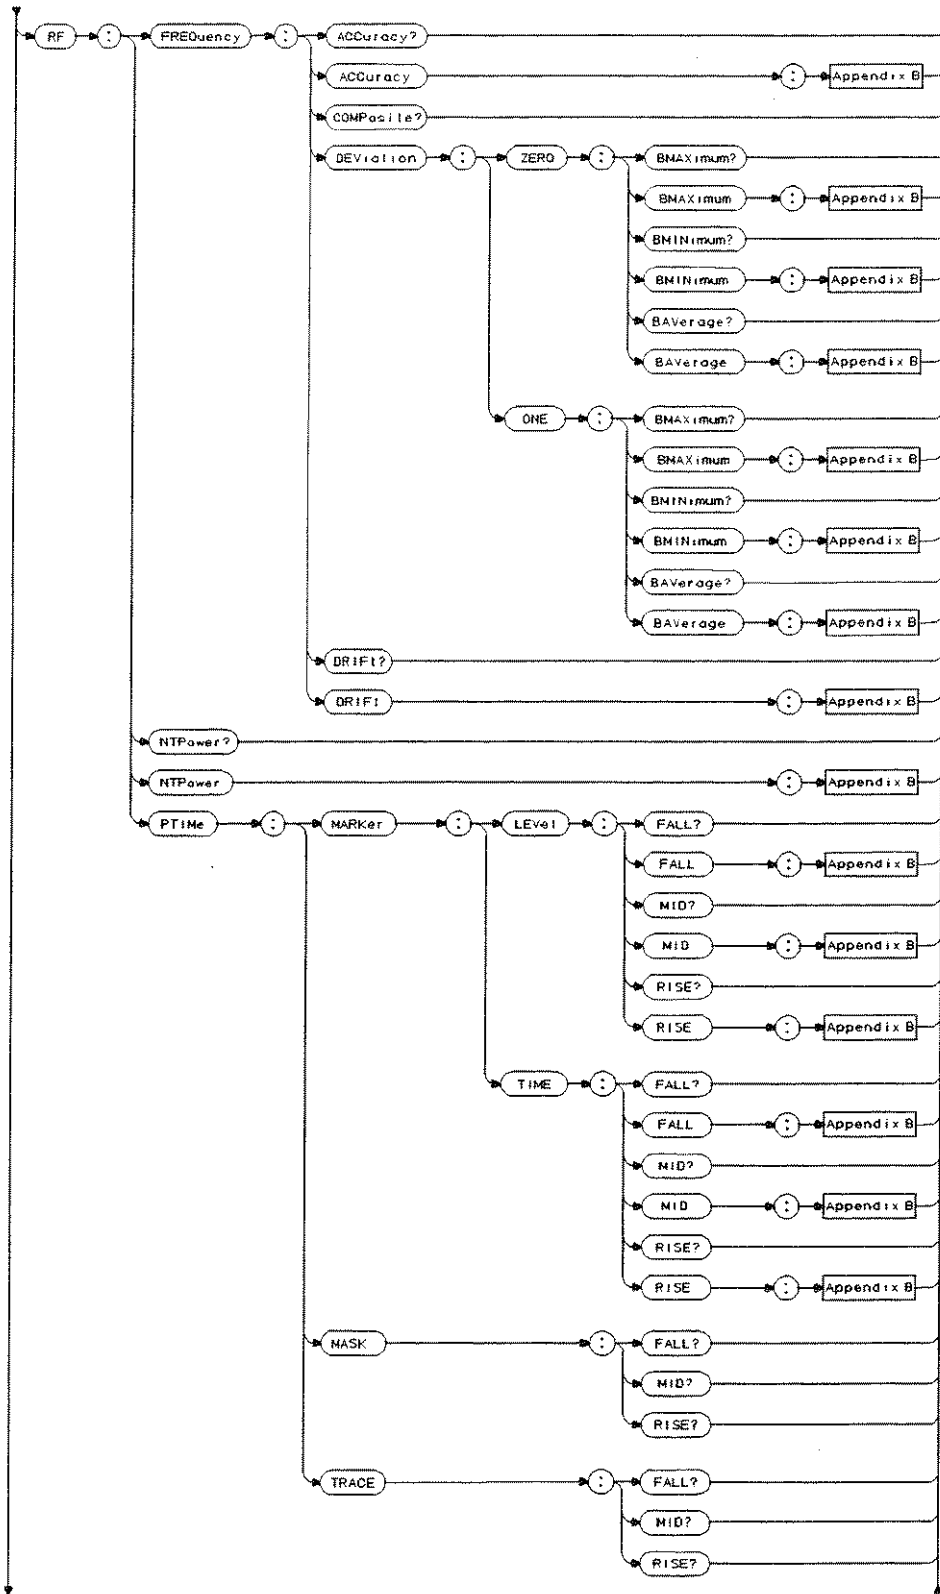 RF : FREQuency : ACCuracy?
ACCuracy : Appendix B
COMPosite?
DEViation : ZERO : BMAXimum?
BMAXimum : Appendix B
BMINimum?
BMINimum : Appendix B
BAVerage?
BAVerage : Appendix B
ONE : BMAXimum?
BMAXimum : Appendix B
BMINimum?
BMINimum : Appendix B
BAVerage?
BAVerage : Appendix B
DRIFt?
DRIFt : Appendix B
NTPower?
NTPower : Appendix B
PTIMe : MARKer : LEVel : FALL?
FALL : Appendix B
MID?
MID : Appendix B
RISE?
RISE : Appendix B
TIME : FALL?
FALL : Appendix B
MID?
MID : Appendix B
RISE?
RISE : Appendix B
MASK : FALL?
MID?
RISE?
TRACE : FALL?
MID?
RISE?